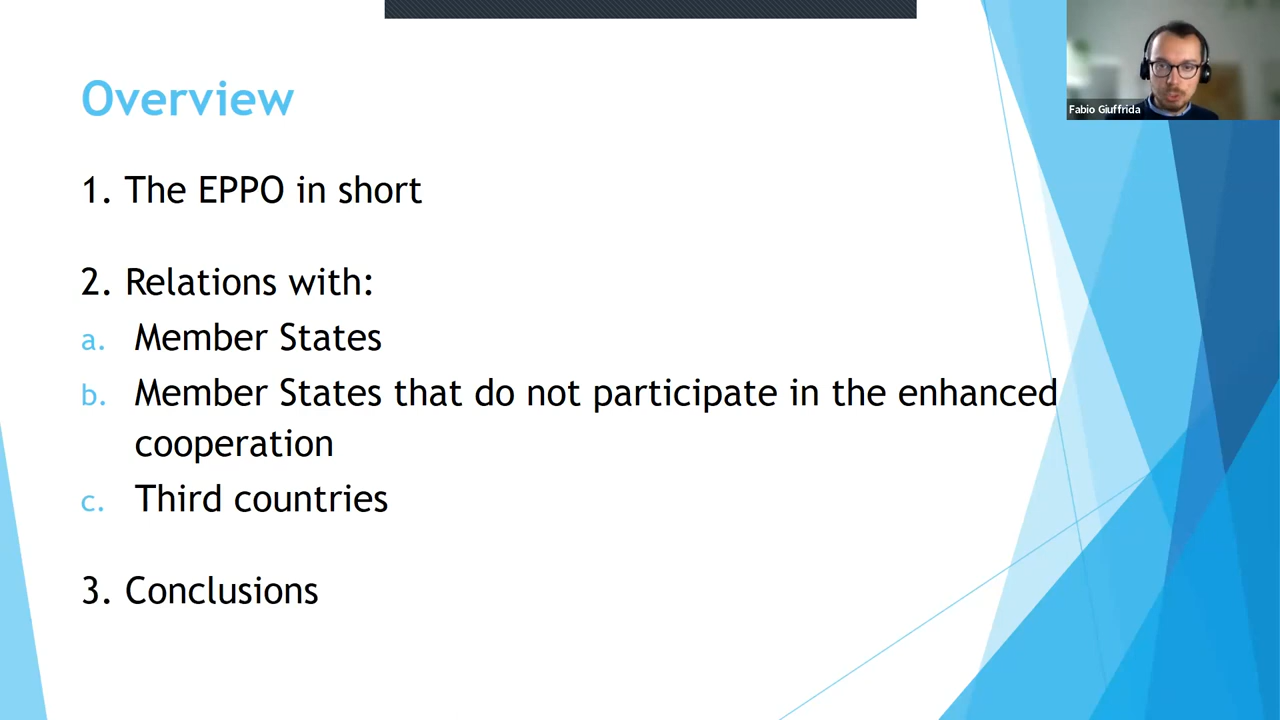 Overview
1. The EPPO in short
2. Relations with:
a. Member States
b. Member States that do not participate in the enhanced
cooperation
c. Third countries
3. Conclusions
Fabio Giuffrida